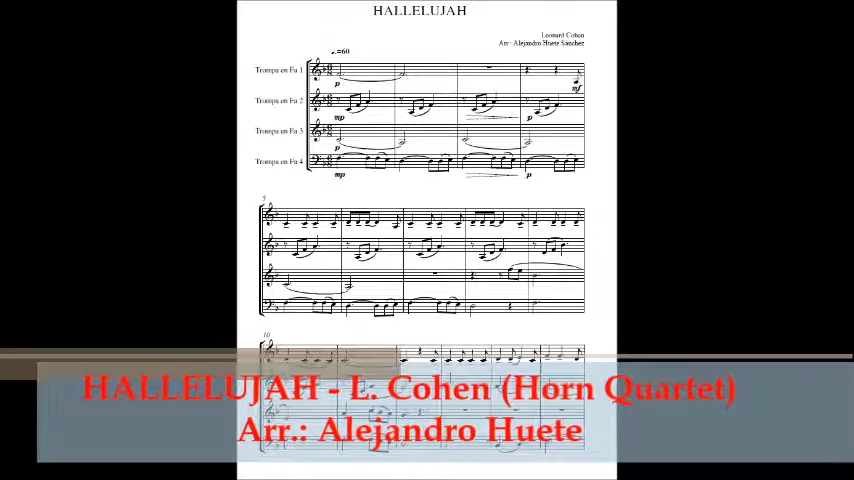 HALLELUJAH
Leonard Cohen
Arr.: Alejandro Huete Sánchez
♩.=60
Trompa en Fa 1
p
mf
Trompa en Fa 2
mp
p
Trompa en Fa 3
p
Trompa en Fa 4
mp
p
5
10
HALLELUJAH - L. Cohen (Horn Quartet)
Arr.: Alejandro Huete